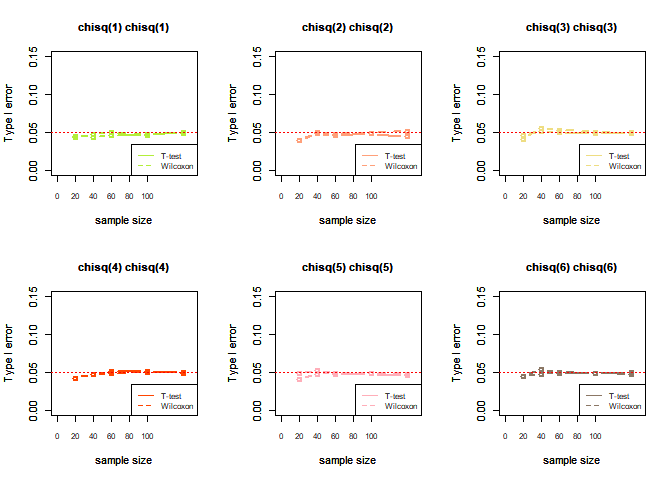 chisq(1) chisq(1)
Type I error
0.00 0.05 0.10 0.15
T-test
Wilcoxon
0 20 40 60 80 100
sample size
chisq(2) chisq(2)
Type I error
0.00 0.05 0.10 0.15
T-test
Wilcoxon
0 20 40 60 80 100
sample size
chisq(3) chisq(3)
Type I error
0.00 0.05 0.10 0.15
T-test
Wilcoxon
0 20 40 60 80 100
sample size
chisq(4) chisq(4)
Type I error
0.00 0.05 0.10 0.15
T-test
Wilcoxon
0 20 40 60 80 100
sample size
chisq(5) chisq(5)
Type I error
0.00 0.05 0.10 0.15
T-test
Wilcoxon
0 20 40 60 80 100
sample size
chisq(6) chisq(6)
Type I error
0.00 0.05 0.10 0.15
T-test
Wilcoxon
0 20 40 60 80 100
sample size